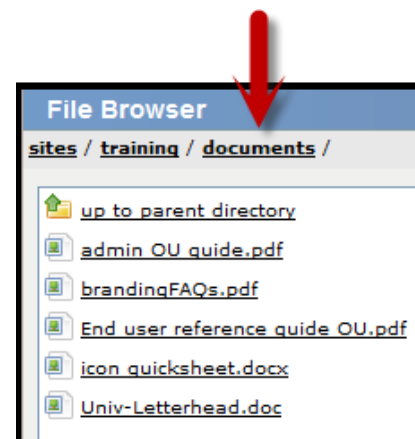 File Browser
sites / training / documents /
up to parent directory
admin OU guide.pdf
brandingFAQs.pdf
End user reference guide OU.pdf
icon quicksheet.docx
Univ-Letterhead.doc